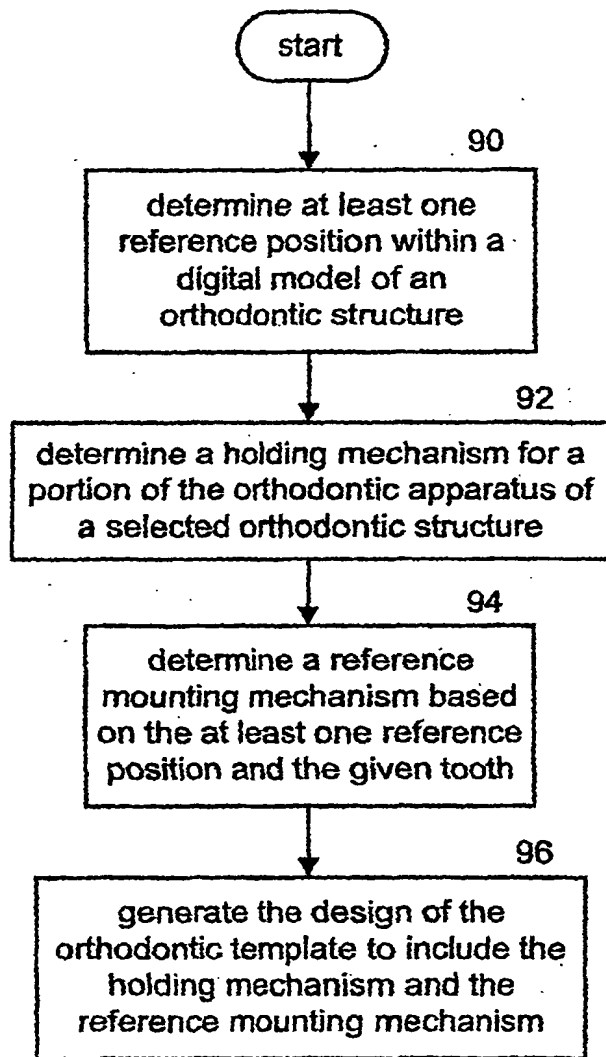 start
90
determine at least one
reference position within a
digital model of an
orthodontic structure
92
determine a holding mechanism for a
portion of the orthodontic apparatus of
a selected orthodontic structure
94
determine a reference
mounting mechanism based
on the at least one reference
position and the given tooth
96
generate the design of the
orthodontic template to include the
holding mechanism and the
reference mounting mechanism